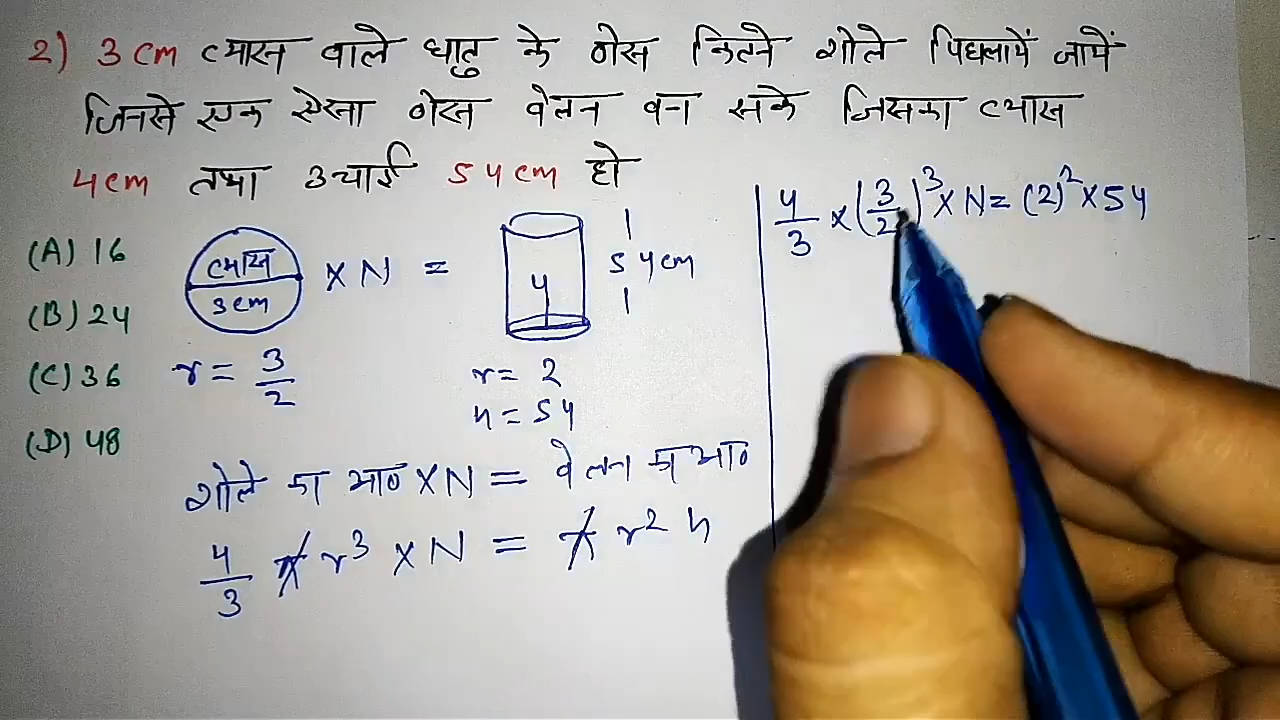 2) 3 cm व्यास वाले धातु के ठोस कितने गोले पिघलायें जायें
जिनसे एक ऐसा ठोस बेलन बन सके जिसका व्यास
4cm तथा उचाई 54cm हो
(A) 16
(B) 24
(C) 36
(D) 48
व्यास
3cm
× N =
4
54cm
r = 3/2
r = 2
h = 54
गोले का आ० × N = बेलन का आ०
4/3 π r³ × N = π r² h
4/3 × (3/2)³ × N = (2)² × 54